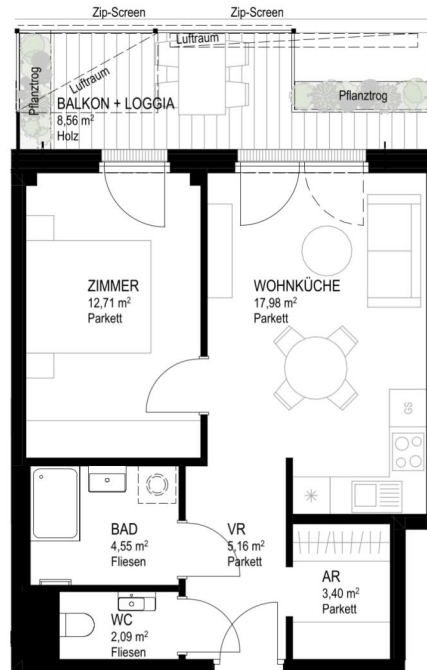 Zip-Screen
Zip-Screen
Luftraum
Luftraum
Pflanztrog
Pflanztrog
BALKON + LOGGIA
8,56 m²
Holz
ZIMMER
12,71 m²
Parkett
WOHNKÜCHE
17,98 m²
Parkett
GS
BAD
4,55 m²
Fliesen
VR
5,16 m²
Parkett
AR
3,40 m²
Parkett
WC
2,09 m²
Fliesen